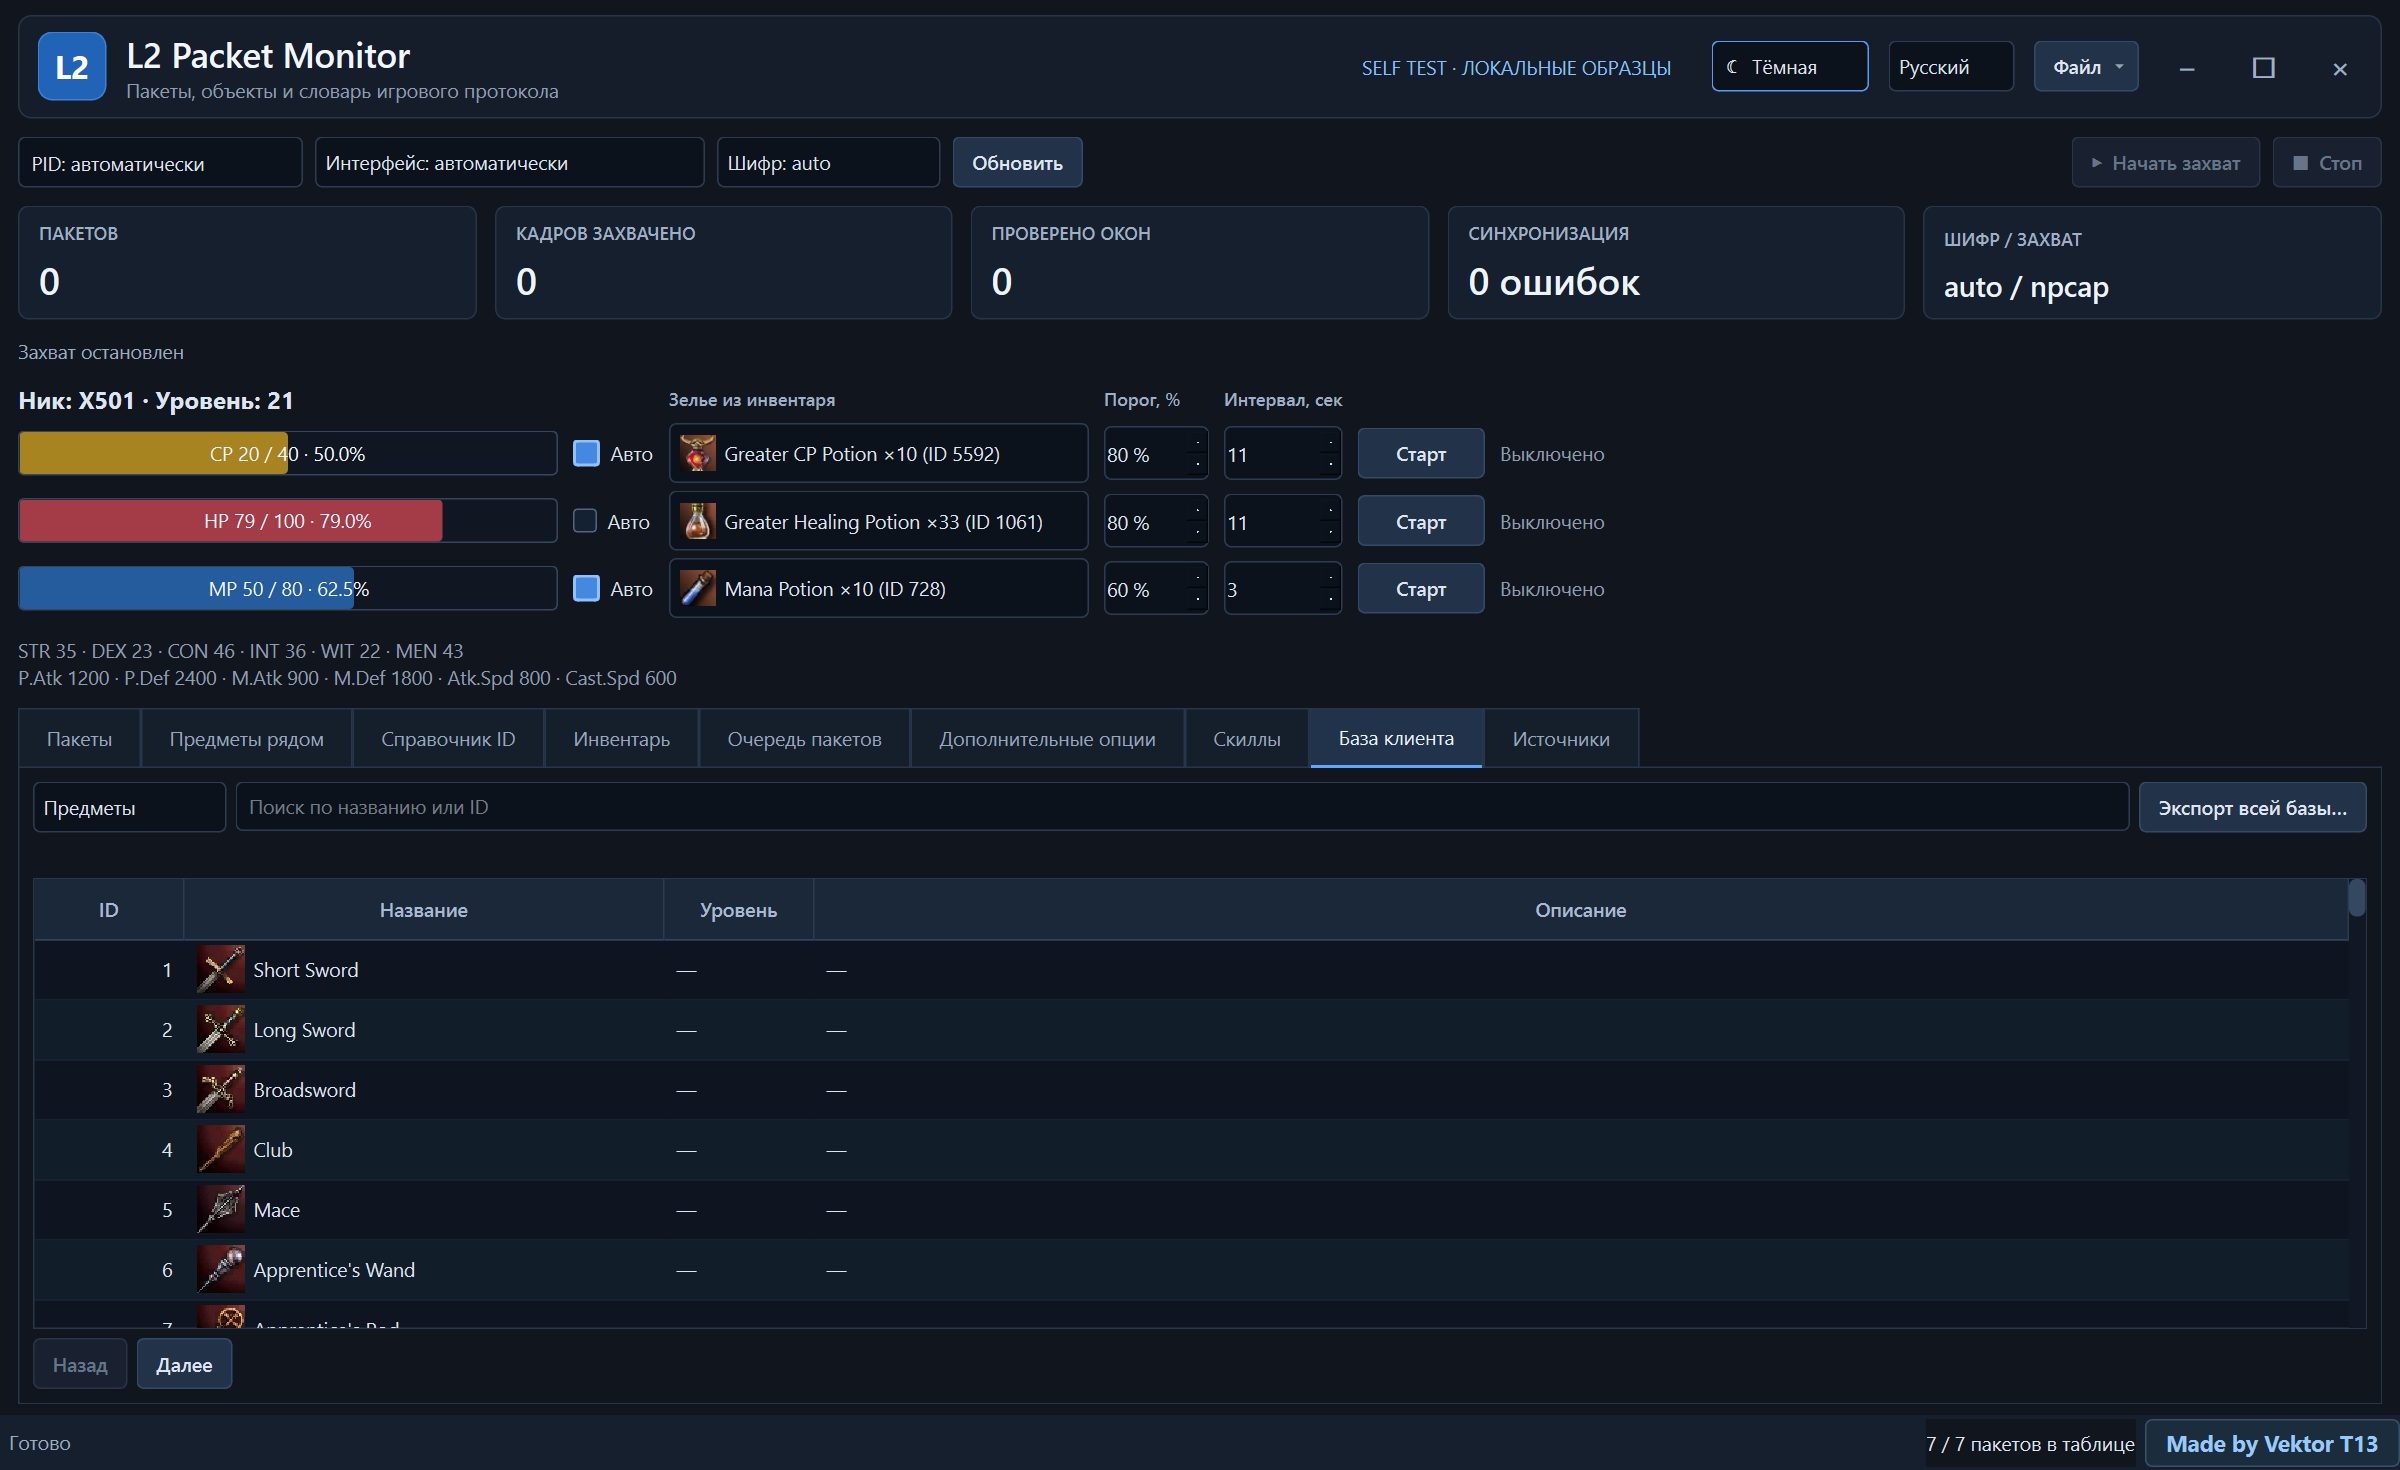 L2
L2 Packet Monitor
Пакеты, объекты и словарь игрового протокола
SELF TEST · ЛОКАЛЬНЫЕ ОБРАЗЦЫ
☾ Тёмная
Русский
Файл
PID: автоматически
Интерфейс: автоматически
Шифр: auto
Обновить
Начать захват
Стоп
ПАКЕТОВ
0
КАДРОВ ЗАХВАЧЕНО
0
ПРОВЕРЕНО ОКОН
0
СИНХРОНИЗАЦИЯ
0 ошибок
ШИФР / ЗАХВАТ
auto / npcap
Захват остановлен
Ник: X501 · Уровень: 21
Зелье из инвентаря
Порог, %
Интервал, сек
CP 20 / 40 · 50.0%
Авто
Greater CP Potion ×10 (ID 5592)
80 %
11
Старт
Выключено
HP 79 / 100 · 79.0%
Авто
Greater Healing Potion ×33 (ID 1061)
80 %
11
Старт
Выключено
MP 50 / 80 · 62.5%
Авто
Mana Potion ×10 (ID 728)
60 %
3
Старт
Выключено
STR 35 · DEX 23 · CON 46 · INT 36 · WIT 22 · MEN 43
P.Atk 1200 · P.Def 2400 · M.Atk 900 · M.Def 1800 · Atk.Spd 800 · Cast.Spd 600
Пакеты
Предметы рядом
Справочник ID
Инвентарь
Очередь пакетов
Дополнительные опции
Скиллы
База клиента
Источники
Предметы
Поиск по названию или ID
Экспорт всей базы...
ID
Название
Уровень
Описание
1 Short Sword — —
2 Long Sword — —
3 Broadsword — —
4 Club — —
5 Mace — —
6 Apprentice's Wand — —
7 Apprentice's Rod
Назад
Далее
Готово
7 / 7 пакетов в таблице
Made by Vektor T13